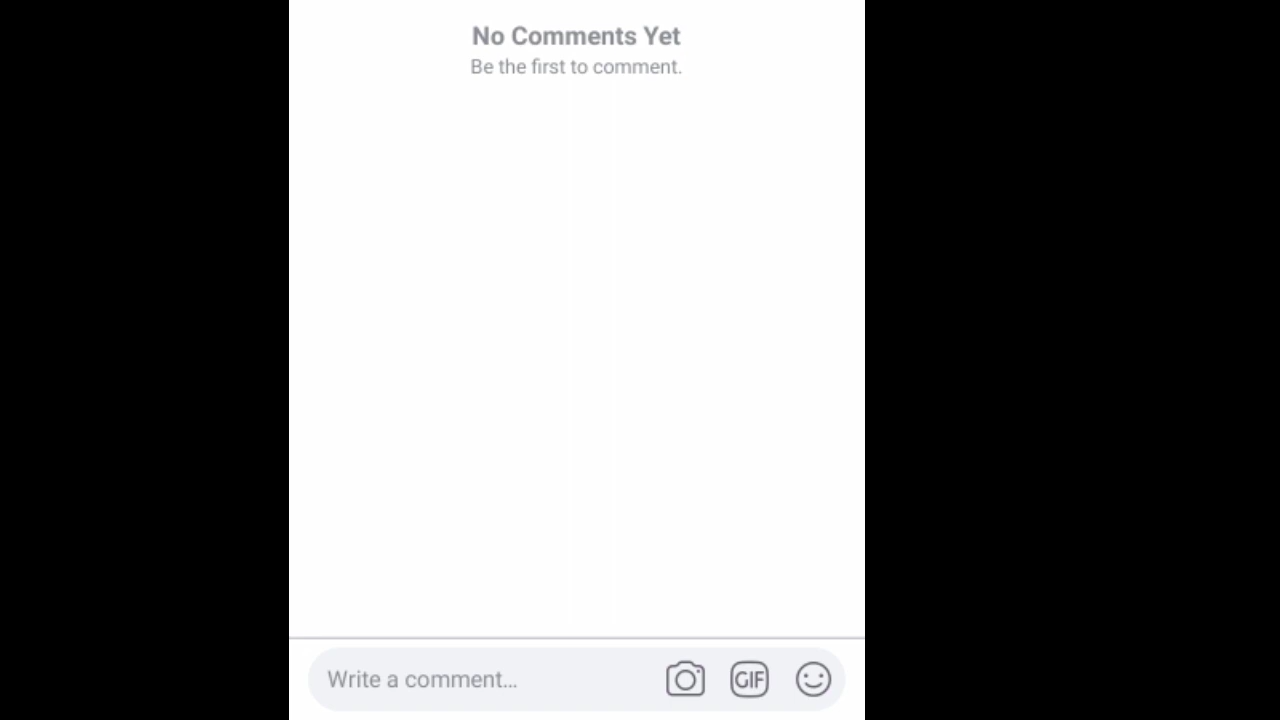 No Comments Yet
Be the first to comment.
Write a comment...
GIF